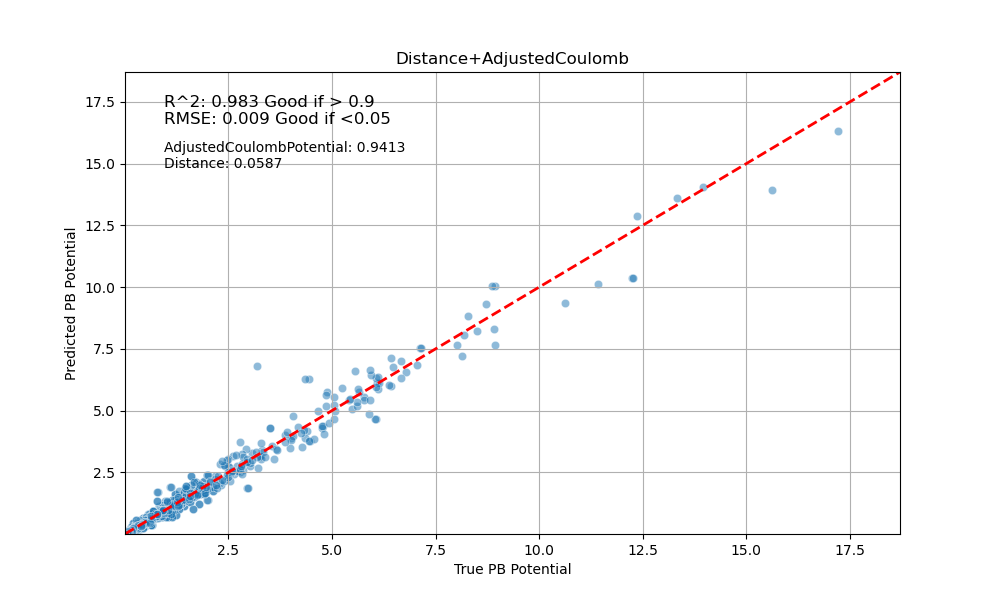 Distance+AdjustedCoulomb
R^2: 0.983 Good if > 0.9
RMSE: 0.009 Good if <0.05
AdjustedCoulombPotential: 0.9413
Distance: 0.0587
17.5
15.0
12.5
10.0
7.5
5.0
2.5
Predicted PB Potential
2.5 5.0 7.5 10.0 12.5 15.0 17.5
True PB Potential